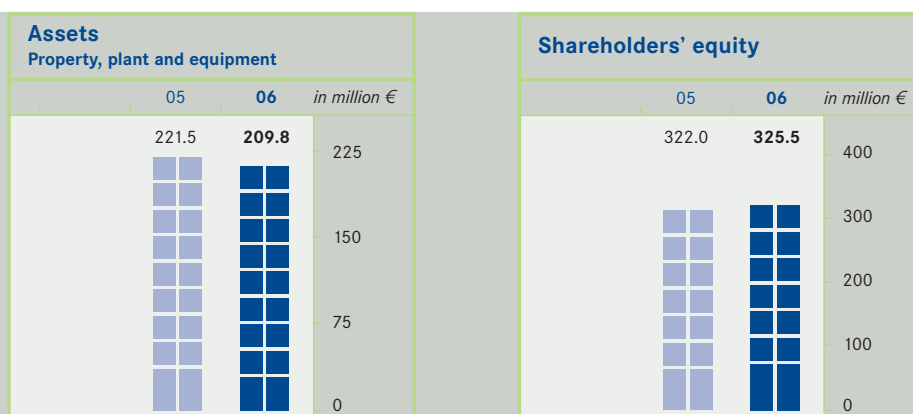 Assets
Property, plant and equipment
05 06 in million €
221.5 209.8
225
150
75
0
Shareholders’ equity
05 06 in million €
322.0 325.5
400
300
200
100
0